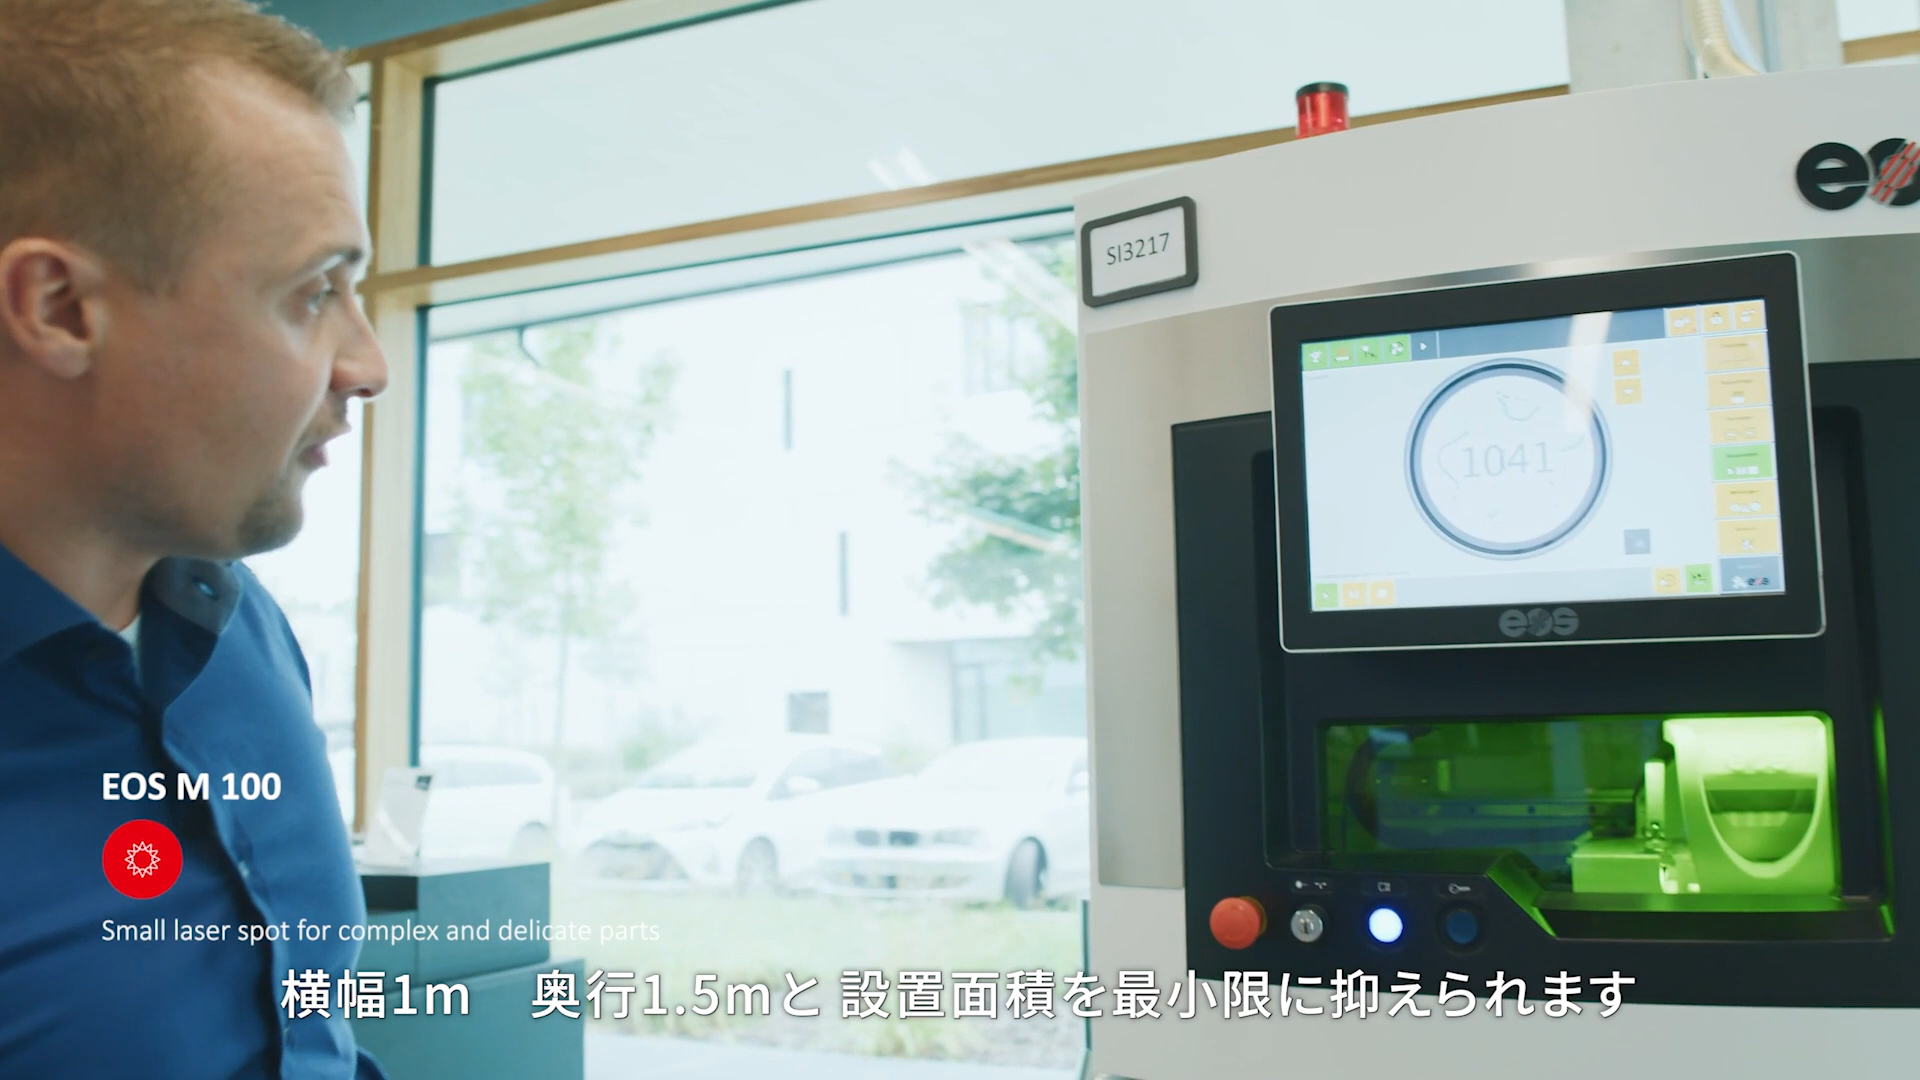 eos
SI3217
1041
eos
EOS M 100
Small laser spot for complex and delicate parts
横幅1m　奥行1.5mと 設置面積を最小限に抑えられます